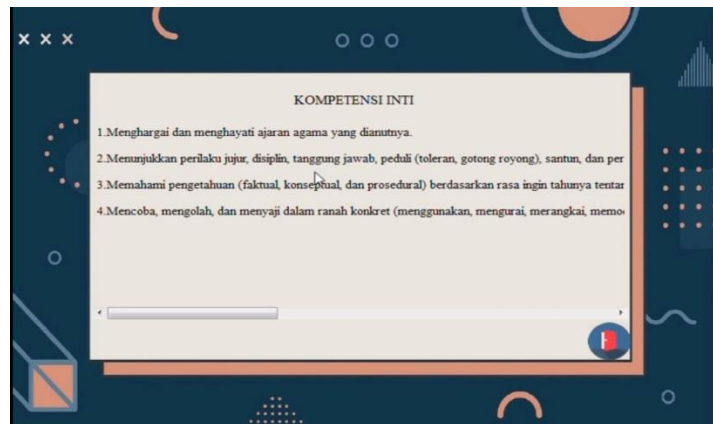 KOMPETENSI INTI
1.Menghargai dan menghayati ajaran agama yang dianutnya.
2.Menunjukkan perilaku jujur, disiplin, tanggung jawab, peduli (toleran, gotong royong), santun, dan per
3.Memahami pengetahuan (faktual, konseptual, dan prosedural) berdasarkan rasa ingin tahunya tentar
4.Mencoba, mengolah, dan menyaji dalam ranah konkret (menggunakan, mengurai, merangkai, memo